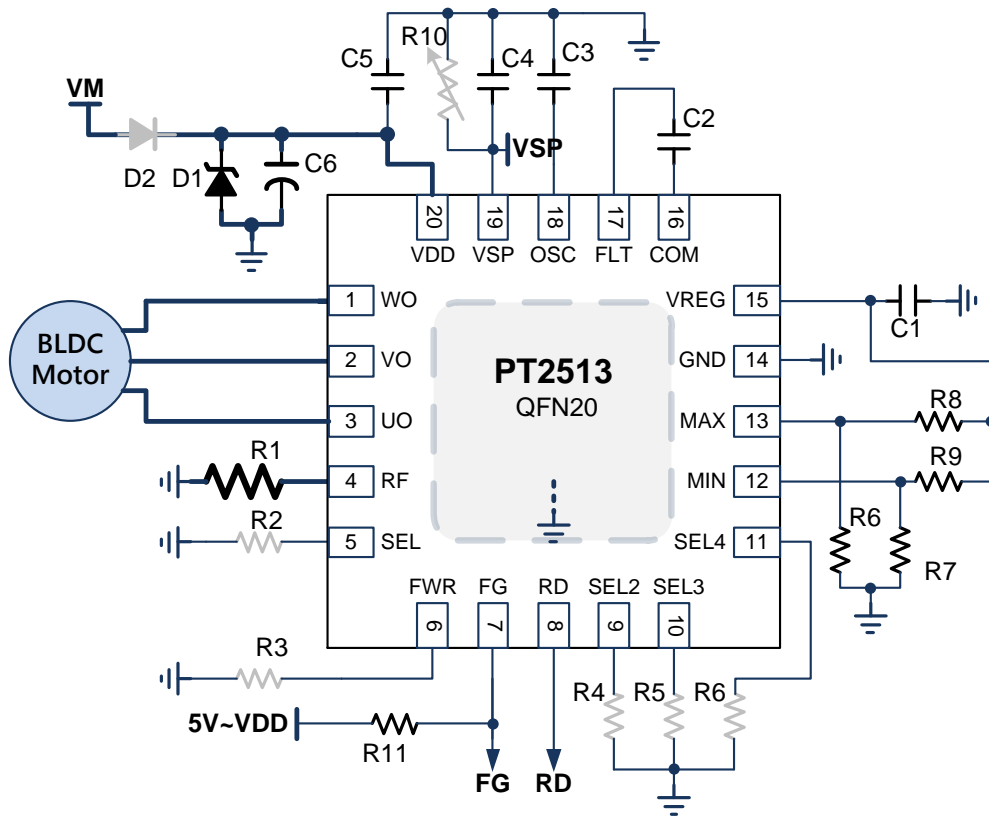 R10
C5
C4
C3
VM
C2
VSP
D2
D1
C6
20
19
18
17
16
VDD
VSP
OSC
FLT
COM
1
WO
VREG
15
C1
BLDC
Motor
2
VO
PT2513
QFN20
GND
14
3
UO
MAX
13
R8
R1
4
RF
MIN
12
R9
R2
5
SEL
SEL4
11
R6
R7
FWR
FG
RD
SEL2
SEL3
6
7
8
9
10
R3
R4
R5
R6
5V~VDD
R11
FG
RD